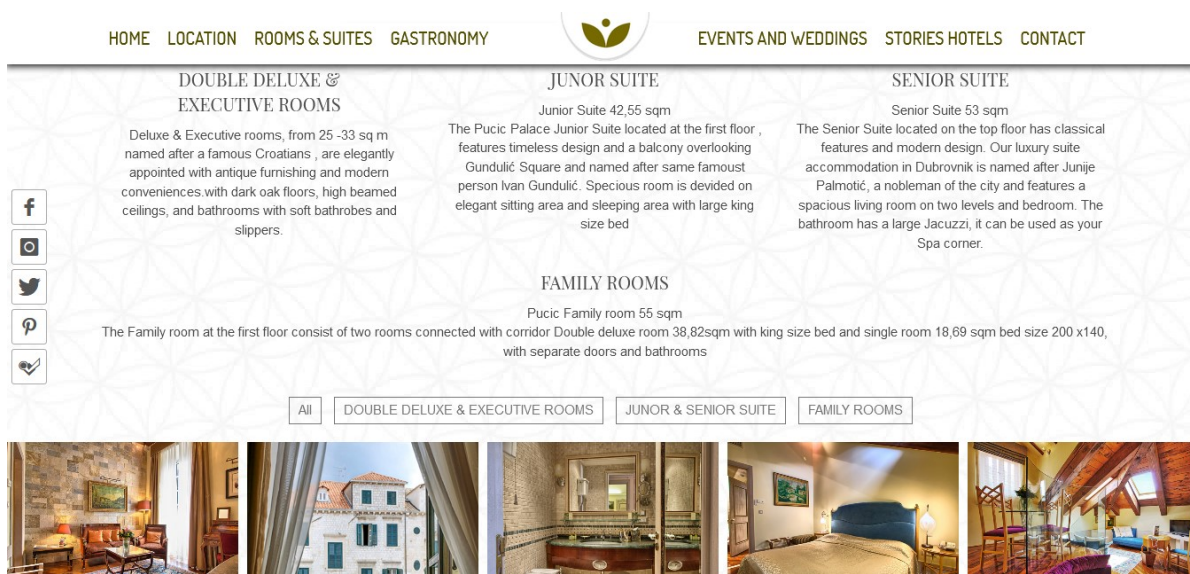 HOME LOCATION ROOMS & SUITES GASTRONOMY EVENTS AND WEDDINGS STORIES HOTELS CONTACT
DOUBLE DELUXE &
EXECUTIVE ROOMS
Deluxe & Executive rooms, from 25 -33 sq m
named after a famous Croatians , are elegantly
appointed with antique furnishing and modern
conveniences.with dark oak floors, high beamed
ceilings, and bathrooms with soft bathrobes and
slippers.
JUNOR SUITE
Junior Suite 42,55 sqm
The Pucic Palace Junior Suite located at the first floor ,
features timeless design and a balcony overlooking
Gundulić Square and named after same famoust
person Ivan Gundulić. Specious room is devided on
elegant sitting area and sleeping area with large king
size bed
SENIOR SUITE
Senior Suite 53 sqm
The Senior Suite located on the top floor has classical
features and modern design. Our luxury suite
accommodation in Dubrovnik is named after Junije
Palmotić, a nobleman of the city and features a
spacious living room on two levels and bedroom. The
bathroom has a large Jacuzzi, it can be used as your
Spa corner.
FAMILY ROOMS
Pucic Family room 55 sqm
The Family room at the first floor consist of two rooms connected with corridor Double deluxe room 38,82sqm with king size bed and single room 18,69 sqm bed size 200 x140,
with separate doors and bathrooms
All DOUBLE DELUXE & EXECUTIVE ROOMS JUNOR & SENIOR SUITE FAMILY ROOMS